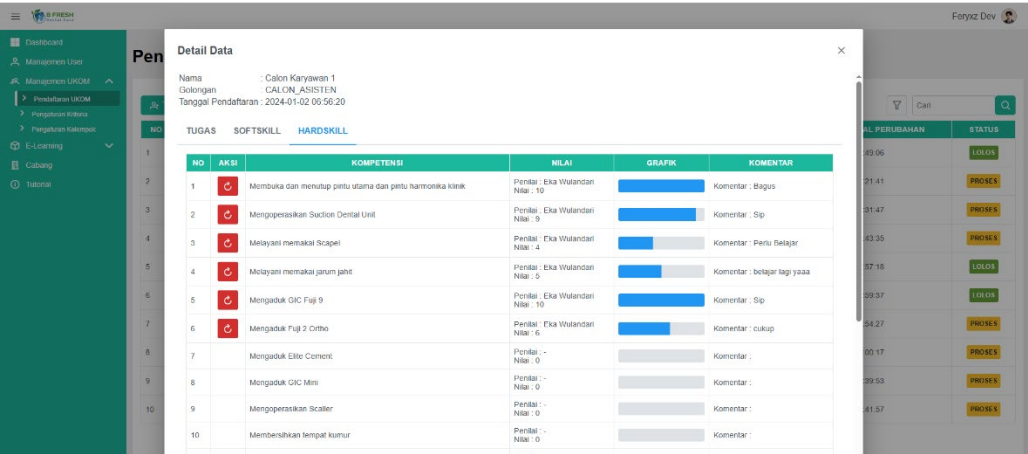 B FRESH
Dental Care
Feryxz Dev
Dashboard
Manajemen User
Manajemen UKOM
Pendaftaran UKOM
Pengaturan Kriteria
Pengaturan Kelompok
E-Learning
Cabang
Tutorial
Pen
Cari
NO
AL PERUBAHAN
STATUS
1
:49:06
LOLOS
2
:21:41
PROSES
3
:31:47
PROSES
4
:43:35
PROSES
5
:57:18
LOLOS
6
:59:37
LOLOS
7
:54:27
PROSES
8
:00:17
PROSES
9
:39:53
PROSES
10
:41:57
PROSES
Detail Data
Nama : Calon Karyawan 1
Golongan : CALON_ASISTEN
Tanggal Pendaftaran : 2024-01-02 06:56:20
TUGAS SOFTSKILL HARDSKILL
NO AKSI KOMPETENSI NILAI GRAFIK KOMENTAR
1 Membuka dan menutup pintu utama dan pintu harmonika klinik Penilai : Eka Wulandari Komentar : Bagus
Nilai : 10
2 Mengoperasikan Suction Dental Unit Penilai : Eka Wulandari Komentar : Sip
Nilai : 9
3 Melayani memakai Scapel Penilai : Eka Wulandari Komentar : Perlu Belajar
Nilai : 4
4 Melayani memakai jarum jahit Penilai : Eka Wulandari Komentar : belajar lagi yaaa
Nilai : 5
5 Mengaduk GIC Fuji 9 Penilai : Eka Wulandari Komentar : Sip
Nilai : 10
6 Mengaduk Fuji 2 Ortho Penilai : Eka Wulandari Komentar : cukup
Nilai : 6
7 Mengaduk Elite Cement Penilai : - Komentar :
Nilai : 0
8 Mengaduk GIC Mini Penilai : - Komentar :
Nilai : 0
9 Mengoperasikan Scaller Penilai : - Komentar :
Nilai : 0
10 Membersihkan tempat kumur Penilai : - Komentar :
Nilai : 0